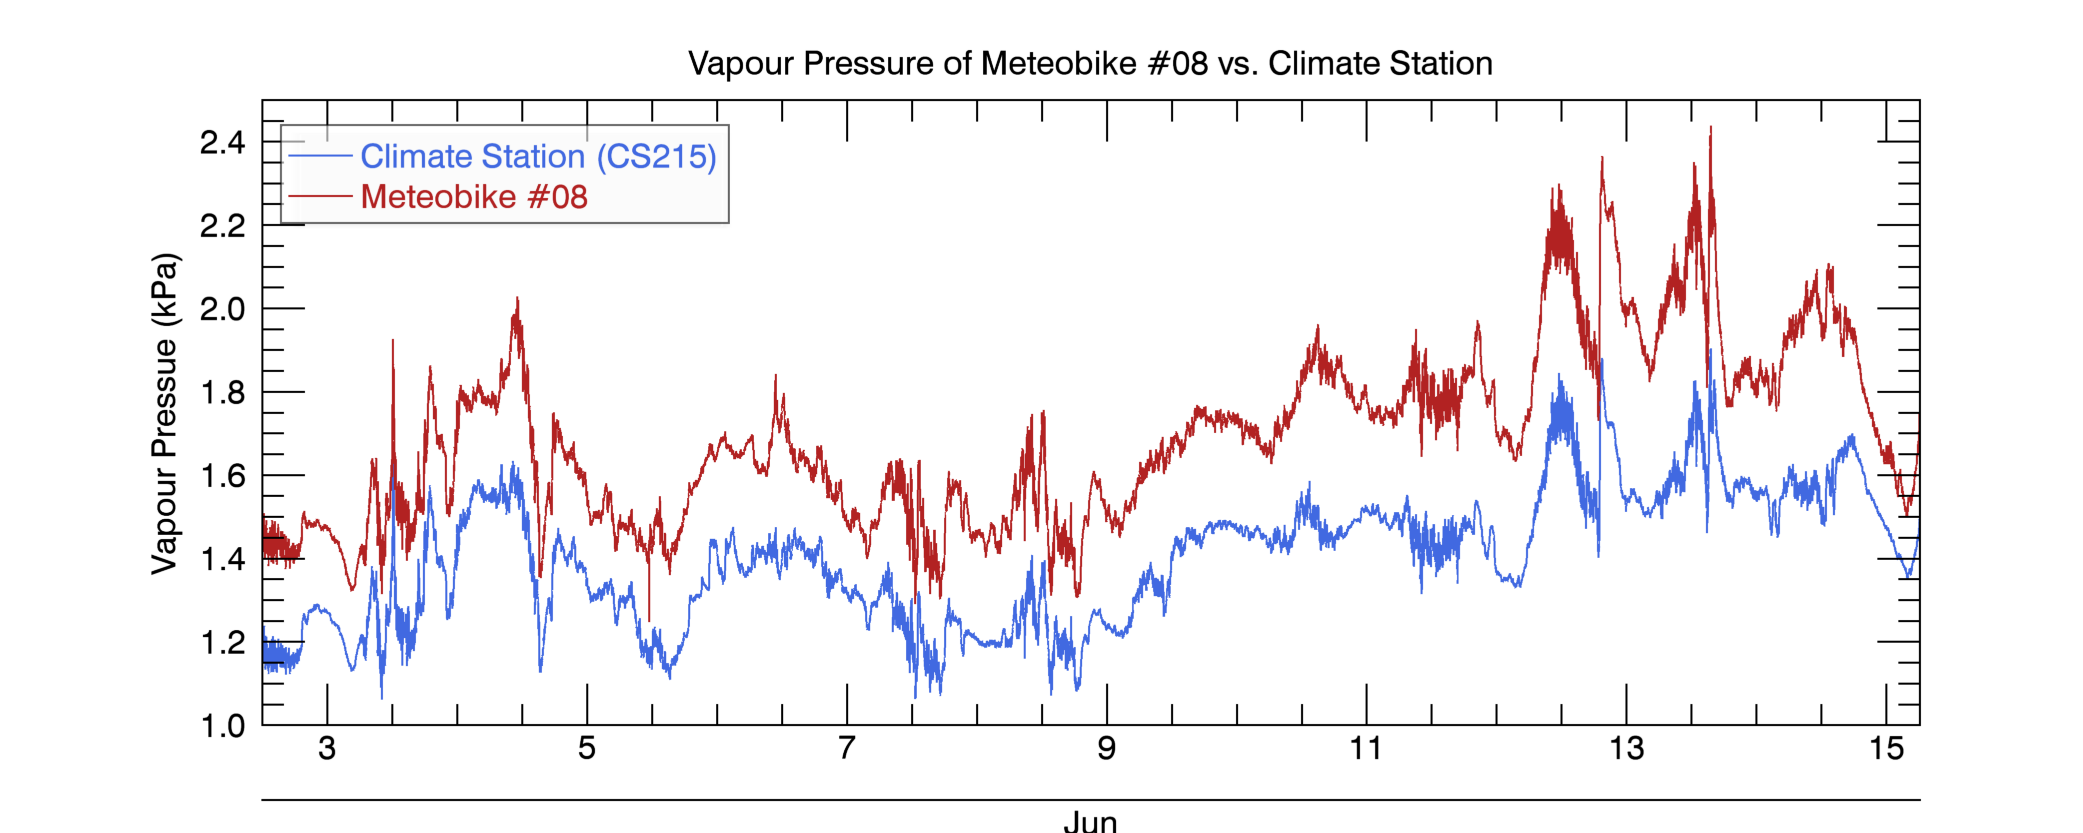 Vapour Pressure of Meteobike #08 vs. Climate Station
Climate Station (CS215)
Meteobike #08
Vapour Pressue (kPa)
2.4
2.2
2.0
1.8
1.6
1.4
1.2
1.0
3 5 7 9 11 13 15
Jun